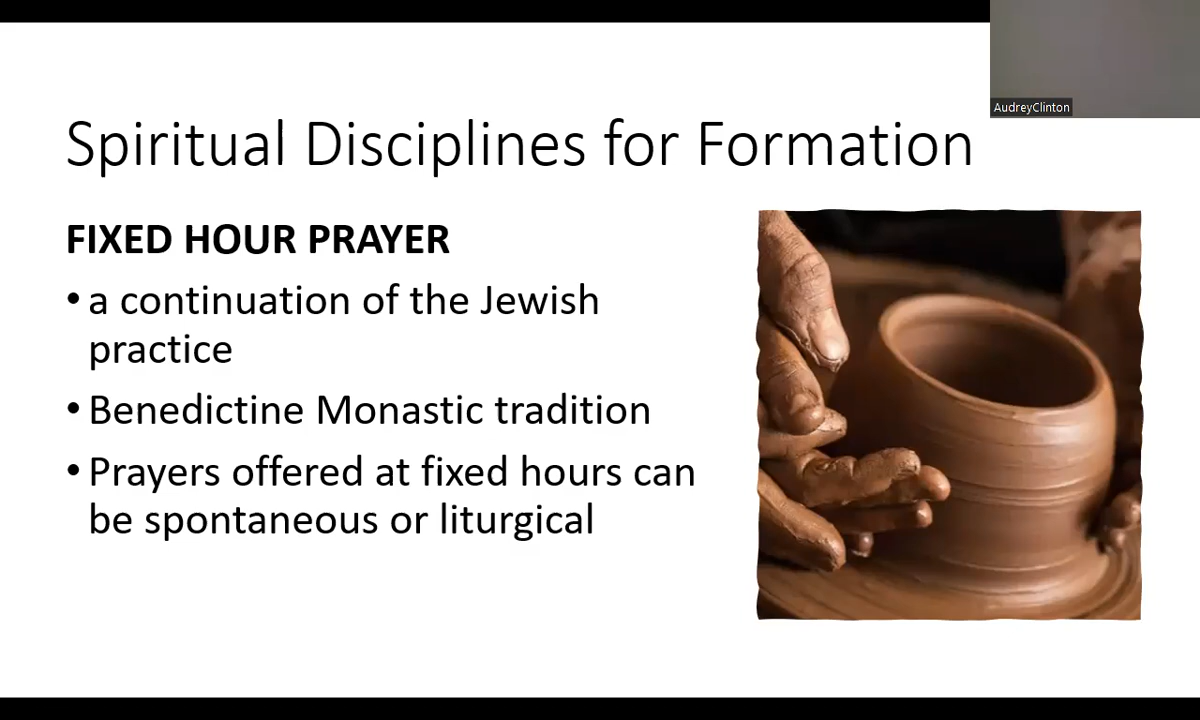 AudreyClinton
Spiritual Disciplines for Formation
FIXED HOUR PRAYER
• a continuation of the Jewish
practice
• Benedictine Monastic tradition
• Prayers offered at fixed hours can
be spontaneous or liturgical